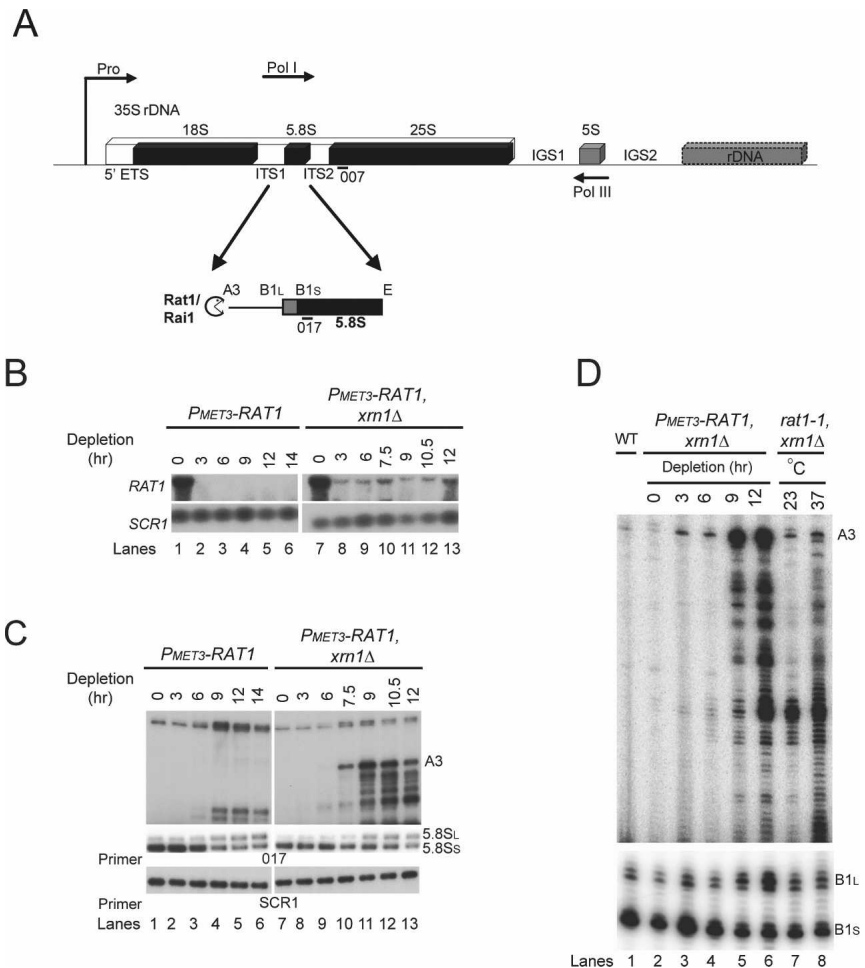 A
Pro
Pol I
35S rDNA
18S 5.8S 25S 5S
IGS1 IGS2 rDNA
5' ETS ITS1 ITS2 007
Pol III
A3 B1L B1S E
Rat1/
Rai1
017 5.8S
B
PMET3-RAT1 PMET3-RAT1,
xrn1Δ
Depletion
(hr)
0 3 6 9 12 14 0 3 6 7.5 9 10.5 12
RAT1
SCR1
Lanes 1 2 3 4 5 6 7 8 9 10 11 12 13
C
PMET3-RAT1 PMET3-RAT1,
xrn1Δ
Depletion
(hr)
0 3 6 9 12 14 0 3 6 7.5 9 10.5 12
A3
5.8SL
5.8SS
Primer 017
Primer SCR1
Lanes 1 2 3 4 5 6 7 8 9 10 11 12 13
D
WT PMET3-RAT1, xrn1Δ rat1-1, xrn1Δ
Depletion (hr) °C
0 3 6 9 12 23 37
A3
B1L
B1S
Lanes 1 2 3 4 5 6 7 8